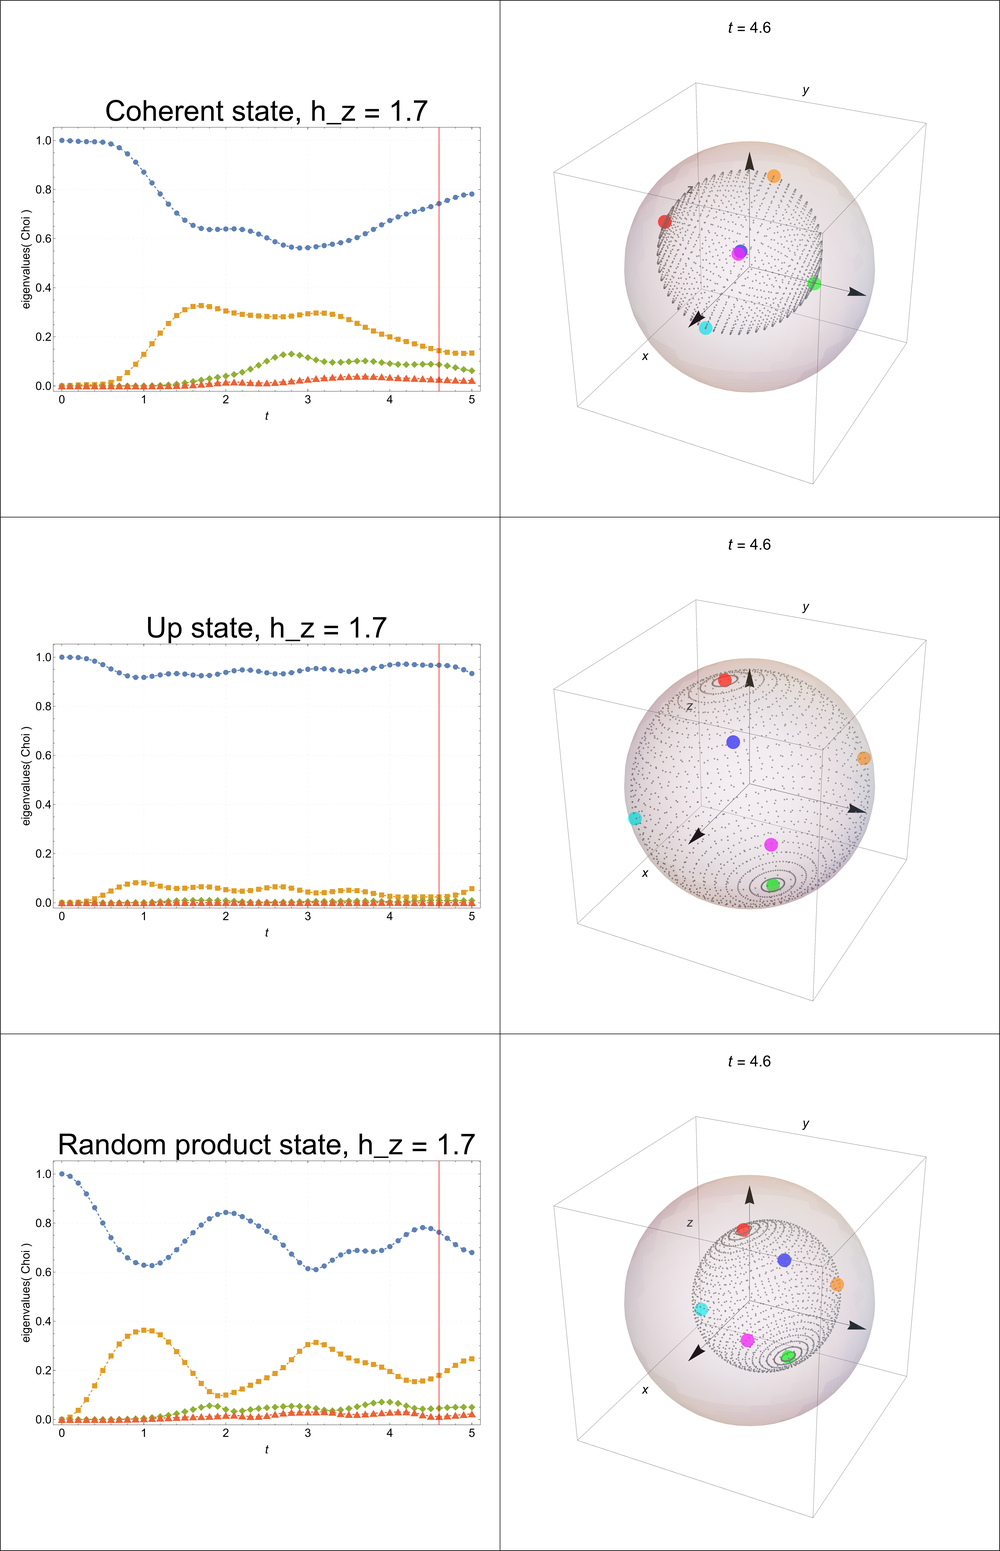 t = 4.6
Coherent state, h_z = 1.7
eigenvalues( Choi )
1.0
0.8
0.6
0.4
0.2
0.0
0 1 2 3 4 5
t
y
z
x
t = 4.6
Up state, h_z = 1.7
eigenvalues( Choi )
1.0
0.8
0.6
0.4
0.2
0.0
0 1 2 3 4 5
t
y
z
x
t = 4.6
Random product state, h_z = 1.7
eigenvalues( Choi )
1.0
0.8
0.6
0.4
0.2
0.0
0 1 2 3 4 5
t
y
z
x